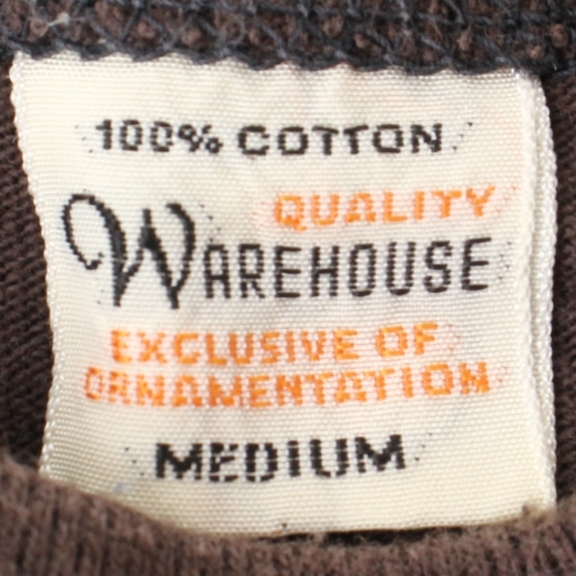 100% COTTON
QUALITY
WAREHOUSE
EXCLUSIVE OF
ORNAMENTATION
MEDIUM